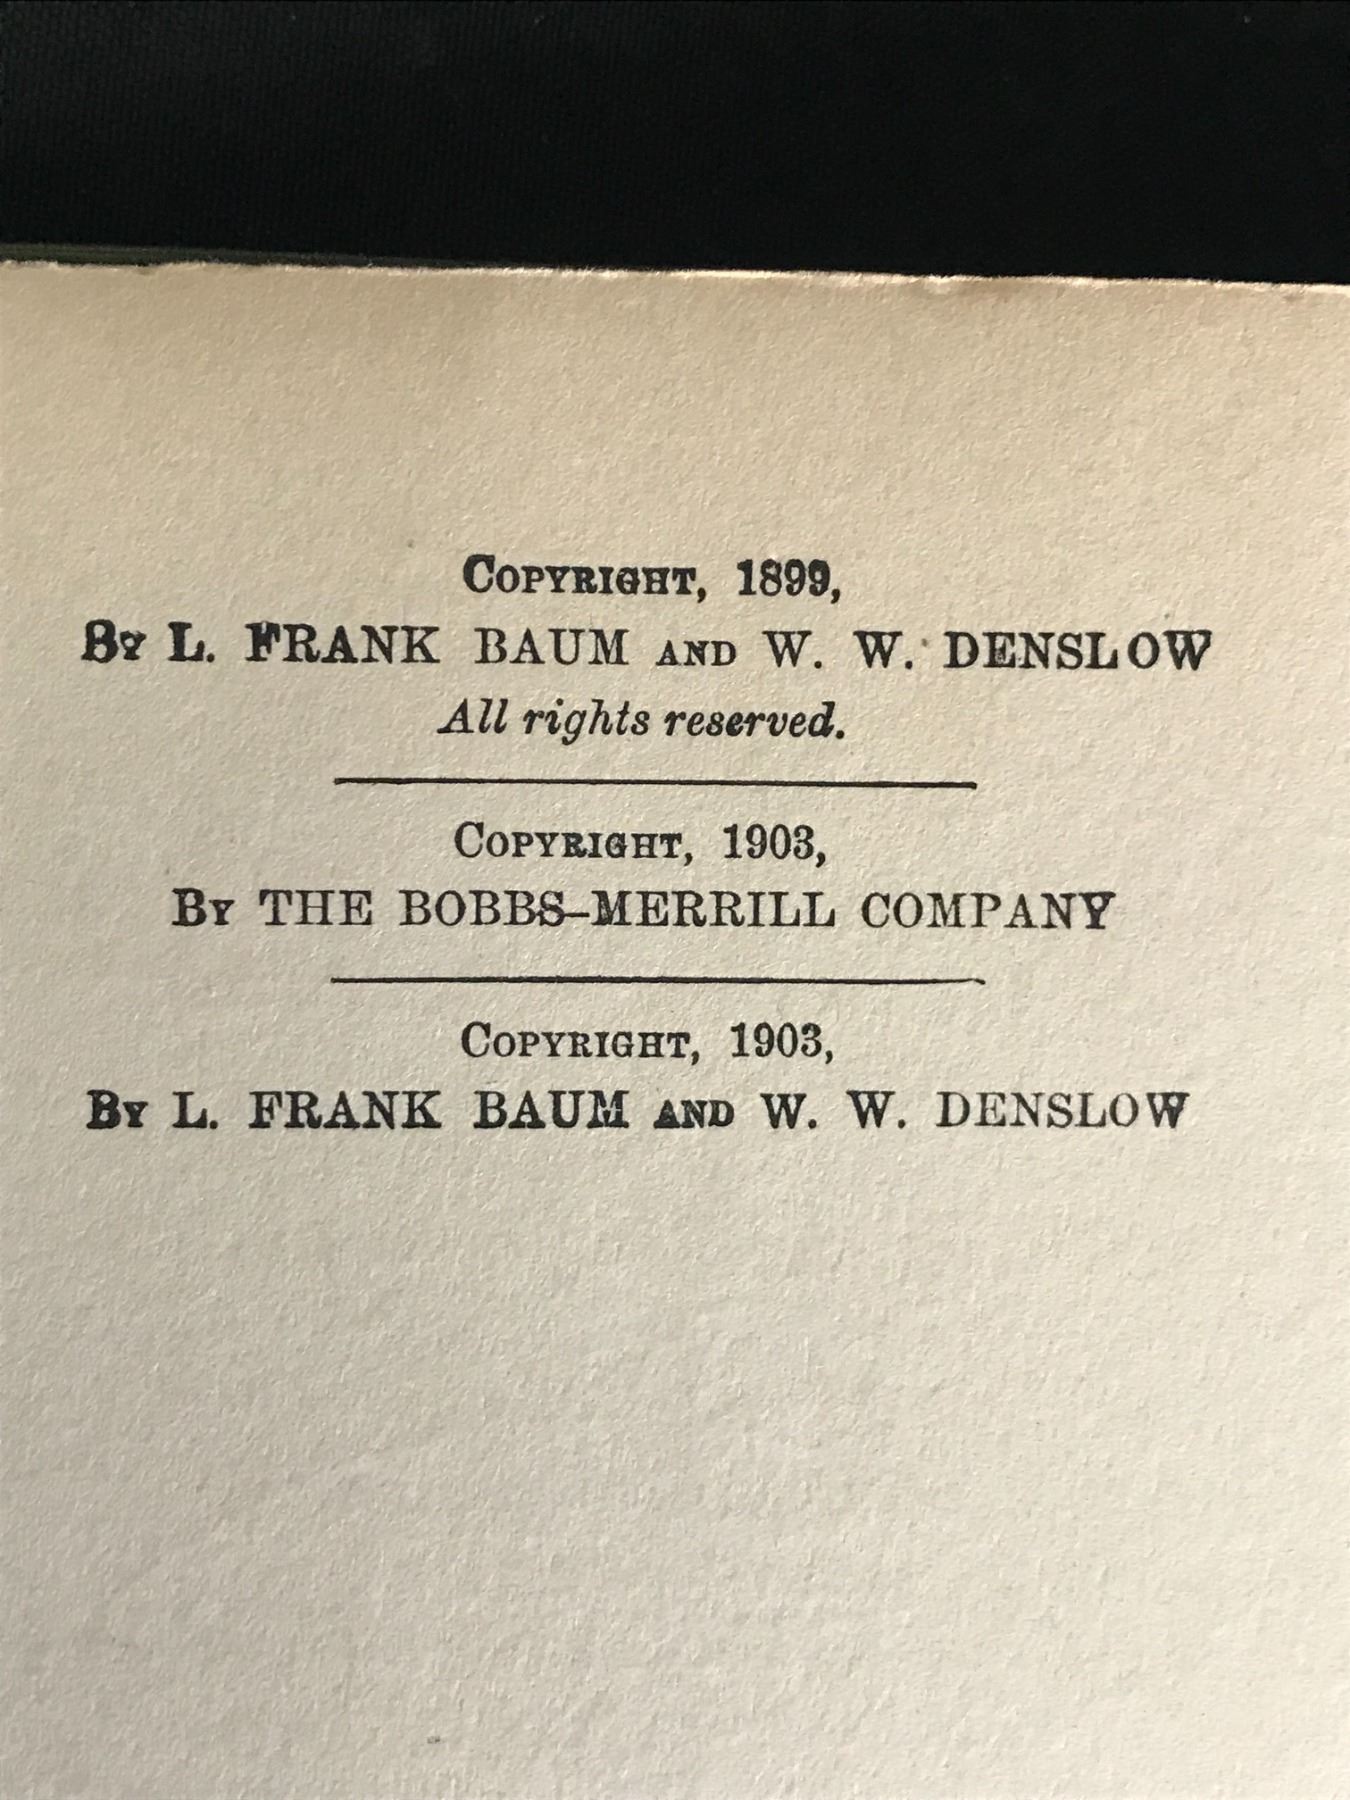 COPYRIGHT, 1899,
BY L. FRANK BAUM AND W. W. DENSLOW
All rights reserved.
COPYRIGHT, 1903,
BY THE BOBBS-MERRILL COMPANY
COPYRIGHT, 1903,
BY L. FRANK BAUM AND W. W. DENSLOW